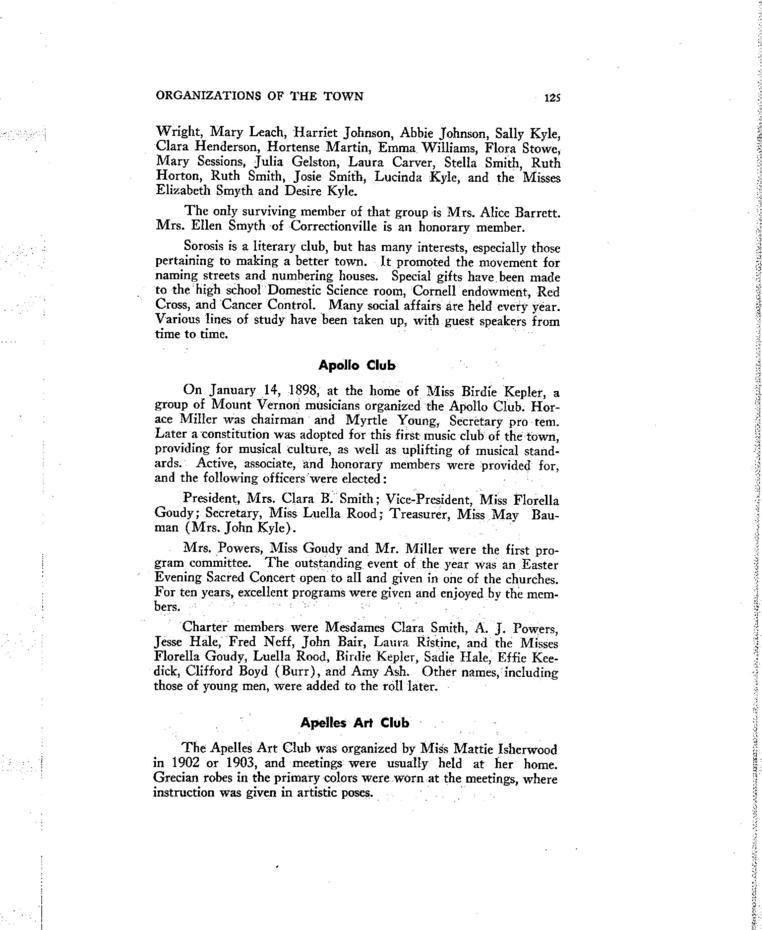 ORGANIZATIONS OF THE TOWN 125
Wright, Mary Leach, Harriet Johnson, Abbie Johnson, Sally Kyle,
Clara Henderson, Hortense Martin, Emma Williams, Flora Stowe,
Mary Sessions, Julia Gelston, Laura Carver, Stella Smith, Ruth
Horton, Ruth Smith, Josie Smith, Lucinda Kyle, and the Misses
Elizabeth Smyth and Desire Kyle.
The only surviving member of that group is Mrs. Alice Barrett.
Mrs. Ellen Smyth of Correctionville is an honorary member.
Sorosis is a literary club, but has many interests, especially those
pertaining to making a better town. It promoted the movement for
naming streets and numbering houses. Special gifts have been made
to the high school Domestic Science room, Cornell endowment, Red
Cross, and Cancer Control. Many social affairs are held every year.
Various lines of study have been taken up, with guest speakers from
time to time.
Apollo Club
On January 14, 1898, at the home of Miss Birdie Kepler, a
group of Mount Vernon musicians organized the Apollo Club. Hor-
ace Miller was chairman and Myrtle Young, Secretary pro tem.
Later a constitution was adopted for this first music club of the town,
providing for musical culture, as well as uplifting of musical stand-
ards. Active, associate, and honorary members were provided for,
and the following officers were elected:
President, Mrs. Clara B. Smith; Vice-President, Miss Florella
Goudy; Secretary, Miss Luella Rood; Treasurer, Miss May Bau-
man (Mrs. John Kyle).
Mrs. Powers, Miss Goudy and Mr. Miller were the first pro-
gram committee. The outstanding event of the year was an Easter
Evening Sacred Concert open to all and given in one of the churches.
For ten years, excellent programs were given and enjoyed by the mem-
bers.
Charter members were Mesdames Clara Smith, A. J. Powers,
Jesse Hale, Fred Neff, John Bair, Laura Ristine, and the Misses
Florella Goudy, Luella Rood, Birdie Kepler, Sadie Hale, Effie Kee-
dick, Clifford Boyd (Burr), and Amy Ash. Other names, including
those of young men, were added to the roll later.
Apelles Art Club
The Apelles Art Club was organized by Miss Mattie Isherwood
in 1902 or 1903, and meetings were usually held at her home.
Grecian robes in the primary colors were worn at the meetings, where
instruction was given in artistic poses.